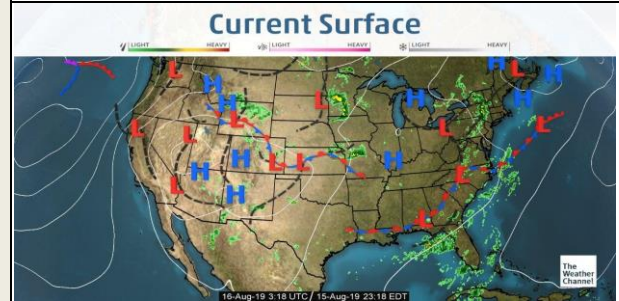 Current Surface
LIGHT HEAVY LIGHT HEAVY LIGHT HEAVY
L H L H H
H H
L L H L
L L L
H H L L H L
L H
L
The
Weather
Channel
16-Aug-19 3:18 UTC / 15-Aug-19 23:18 EDT